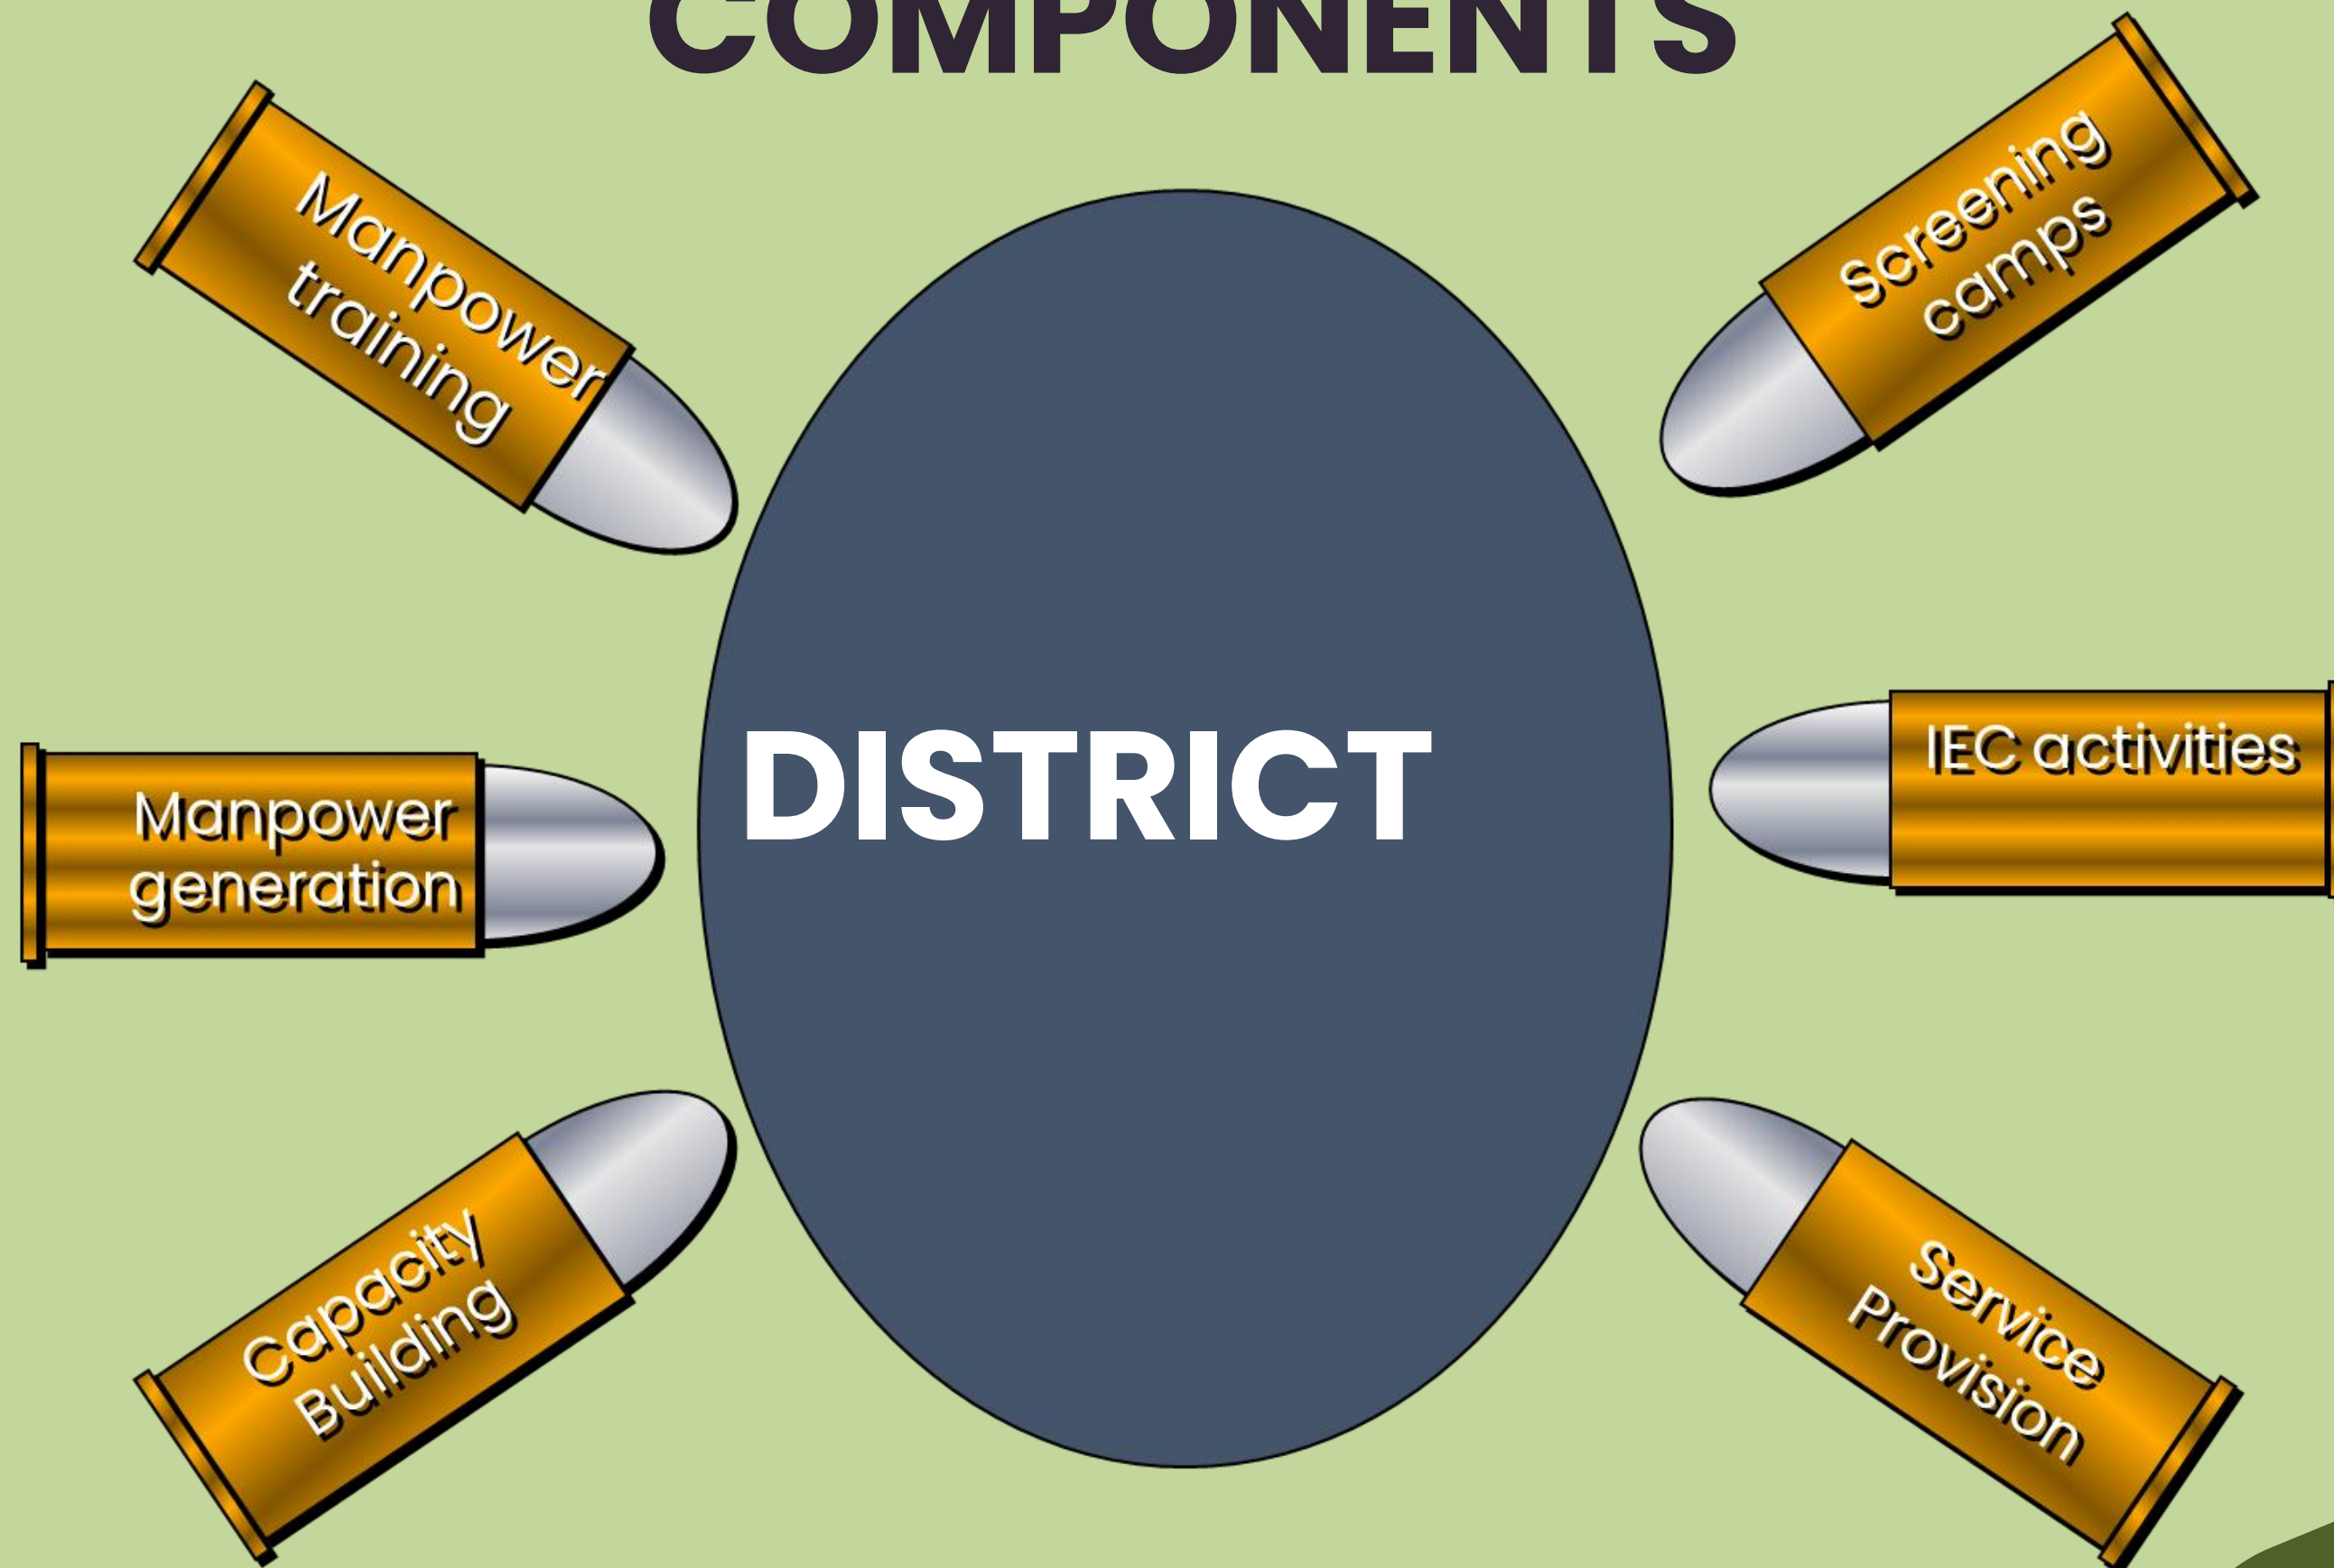 COMPONENTS
Manpower
training
Screening
camps
DISTRICT
IEC activities
Manpower
generation
Capacity
Building
Service
Provision